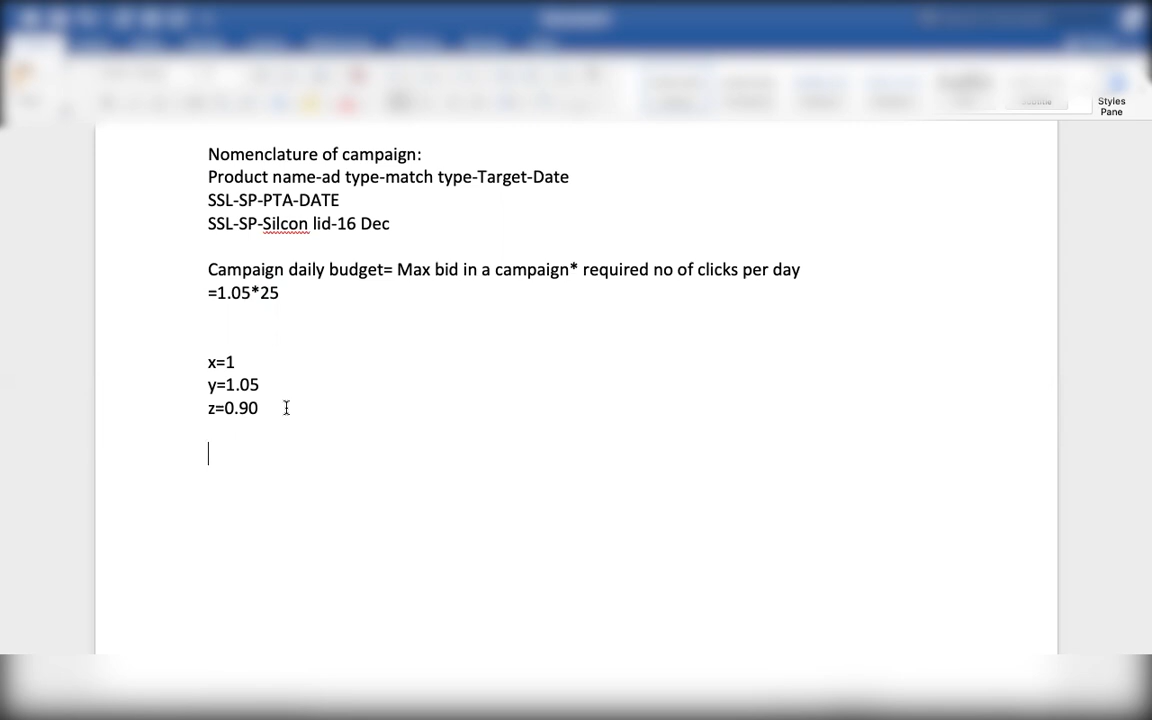 Styles
Pane
Nomenclature of campaign:
Product name-ad type-match type-Target-Date
SSL-SP-PTA-DATE
SSL-SP-Silcon lid-16 Dec
Campaign daily budget= Max bid in a campaign* required no of clicks per day
=1.05*25
x=1
y=1.05
z=0.90